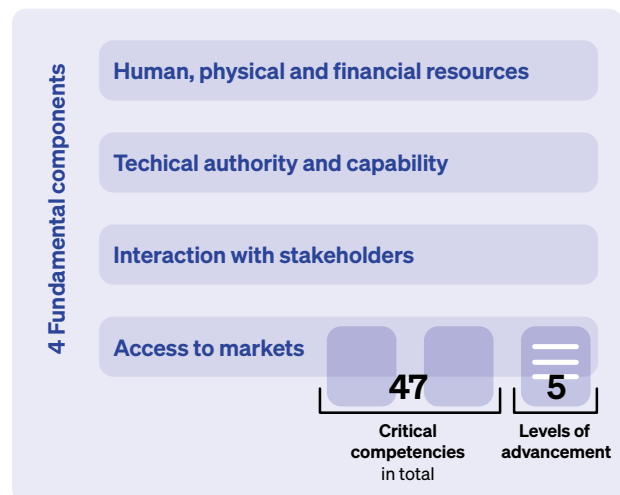 4 Fundamental components
Human, physical and financial resources
Techical authority and capability
Interaction with stakeholders
Access to markets
47
5
Critical
competencies
in total
Levels of
advancement